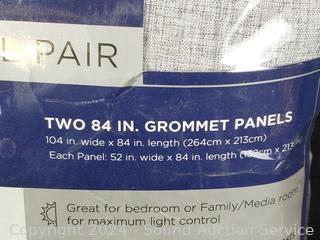 PAIR
TWO 84 IN. GROMMET PANELS
104 in. wide x 84 in. length (264cm x 213cm)
Each Panel: 52 in. wide x 84 in. length (132cm x 213cm)
Great for bedroom or Family/Media room
for maximum light control
Copyright 2024 - Sound Auction Service